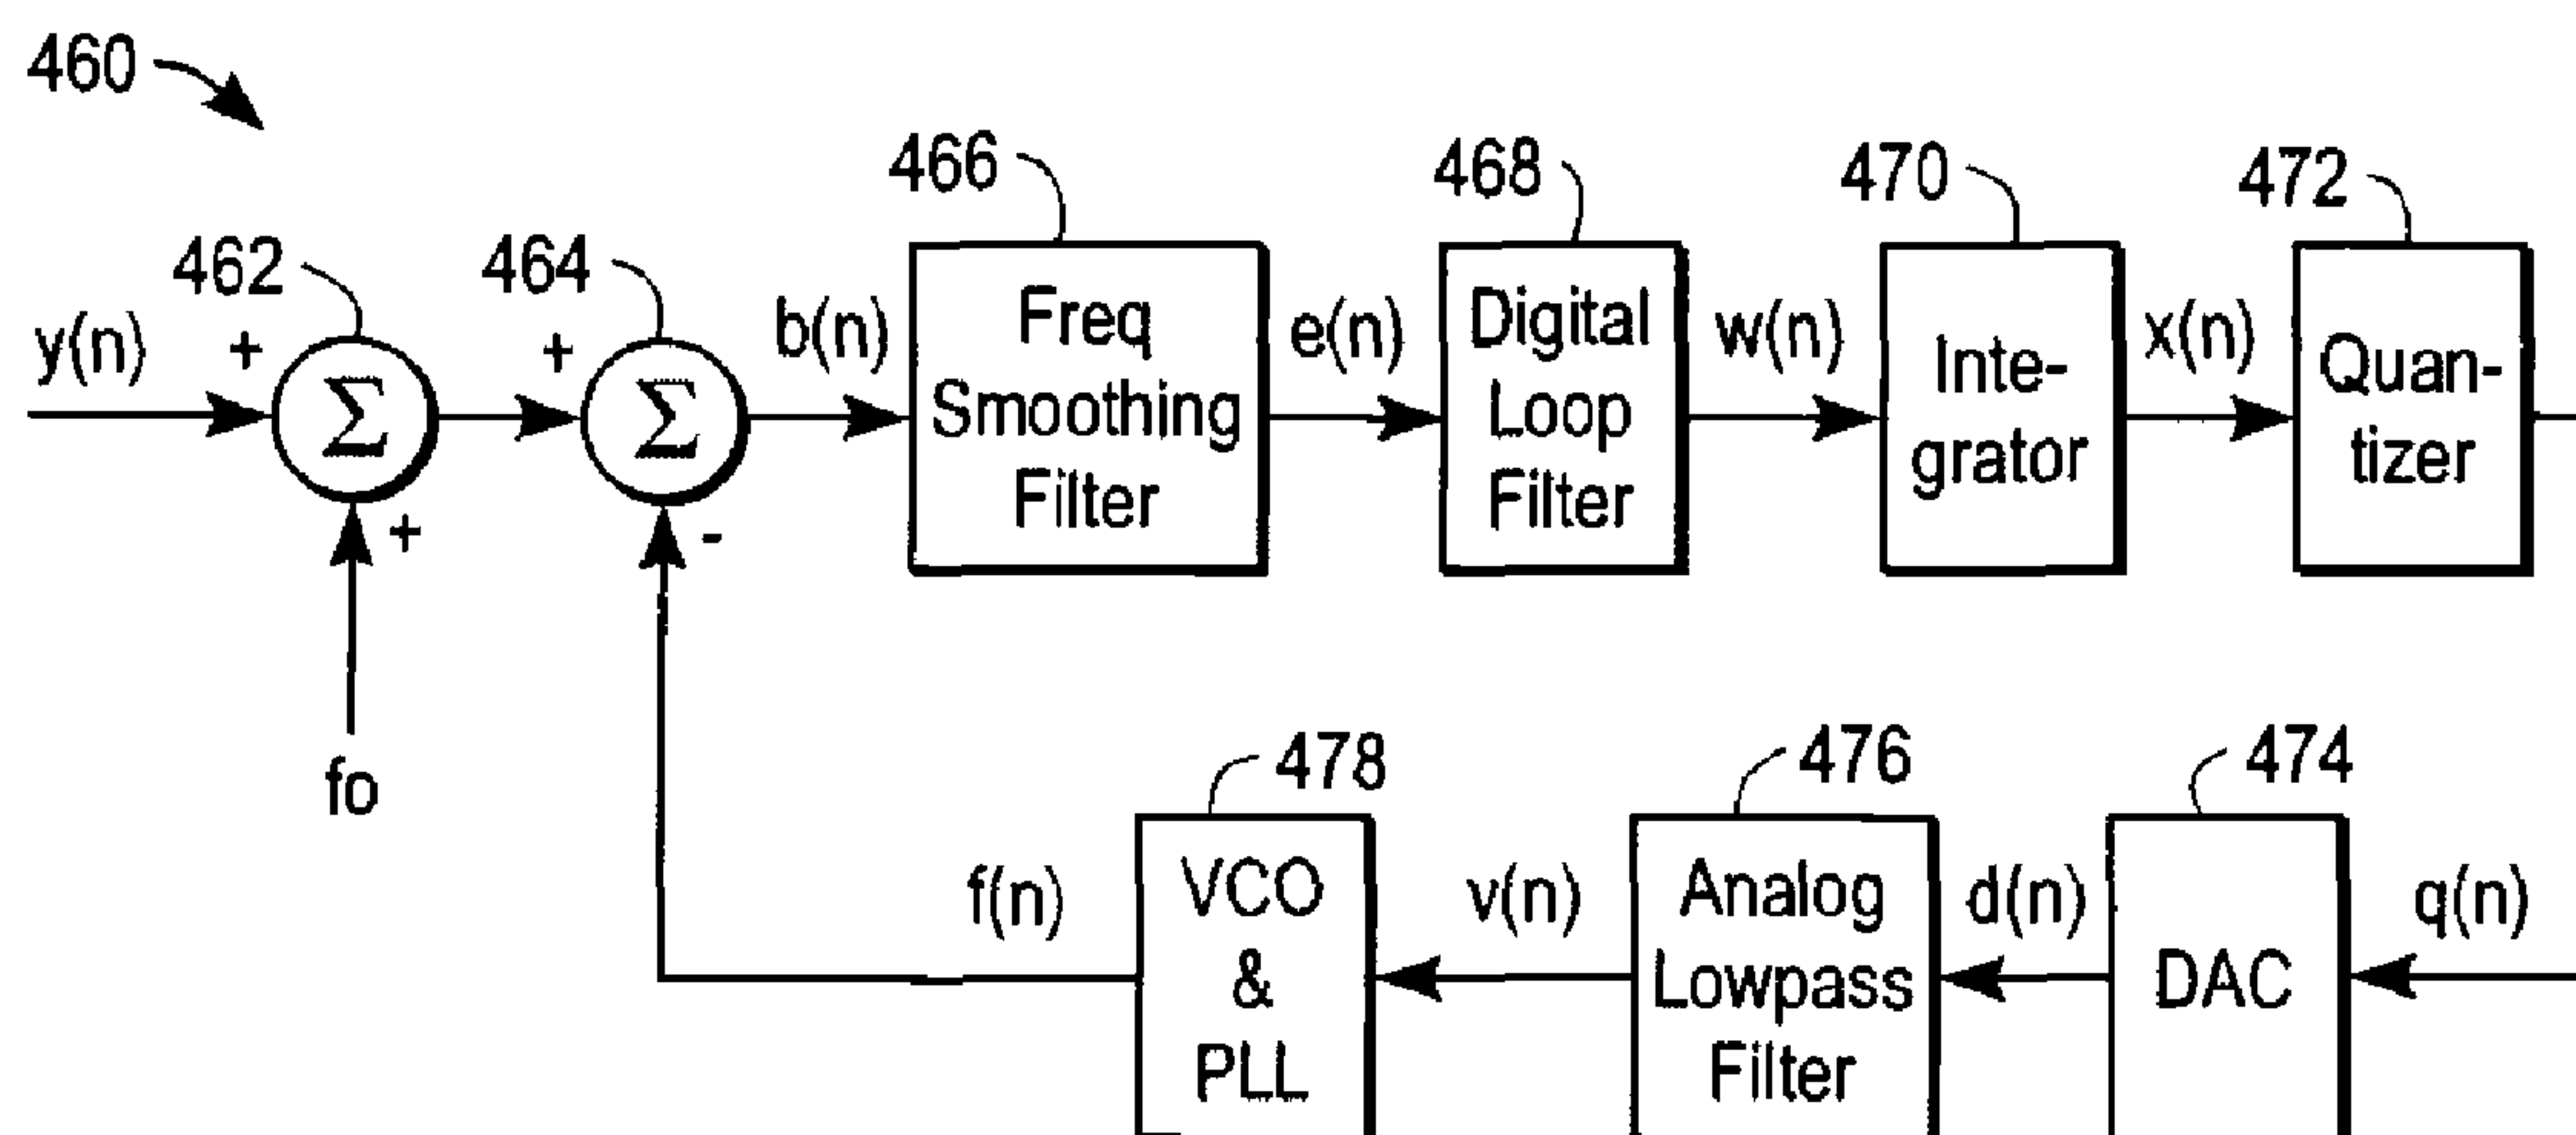 460
466
468
470
472
462
464
y(n)
+
Σ
+
+
Σ
-
b(n)
Freq
Smoothing
Filter
e(n)
Digital
Loop
Filter
w(n)
Inte-
grator
x(n)
Quan-
tizer
fo
478
476
474
f(n)
VCO
&
PLL
v(n)
Analog
Lowpass
Filter
d(n)
DAC
q(n)